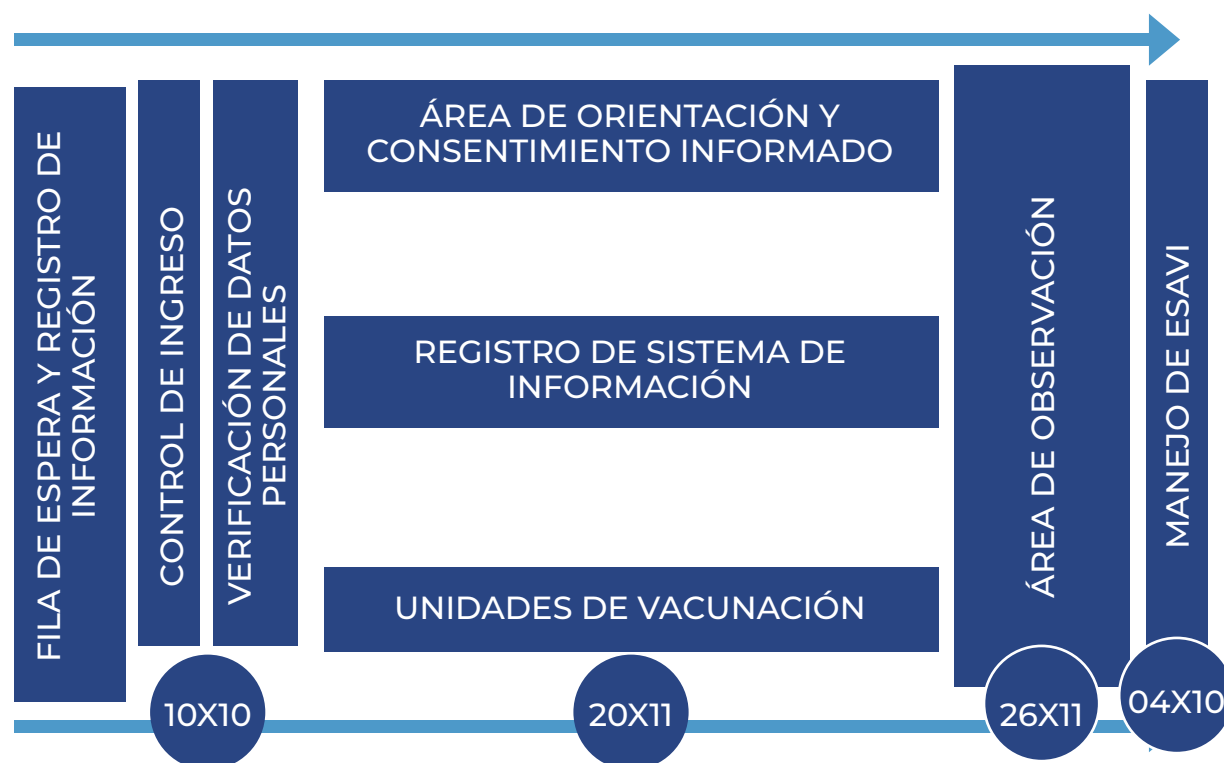 FILA DE ESPERA Y REGISTRO DE
INFORMACIÓN
CONTROL DE INGRESO
VERIFICACIÓN DE DATOS
PERSONALES
ÁREA DE ORIENTACIÓN Y
CONSENTIMIENTO INFORMADO
REGISTRO DE SISTEMA DE
INFORMACIÓN
UNIDADES DE VACUNACIÓN
ÁREA DE OBSERVACIÓN
MANEJO DE ESAVI
10X10
20X11
26X11
04X10